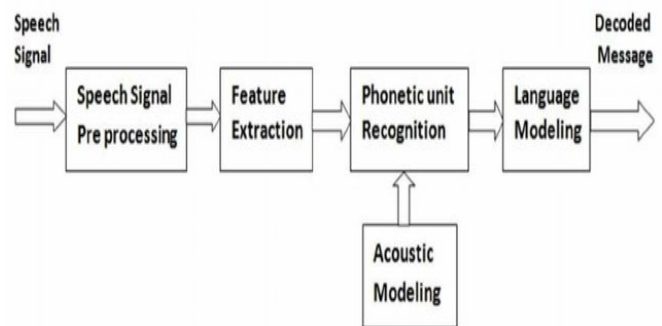 Speech
Signal
Decoded
Message
Speech Signal
Pre processing
Feature
Extraction
Phonetic unit
Recognition
Language
Modeling
Acoustic
Modeling